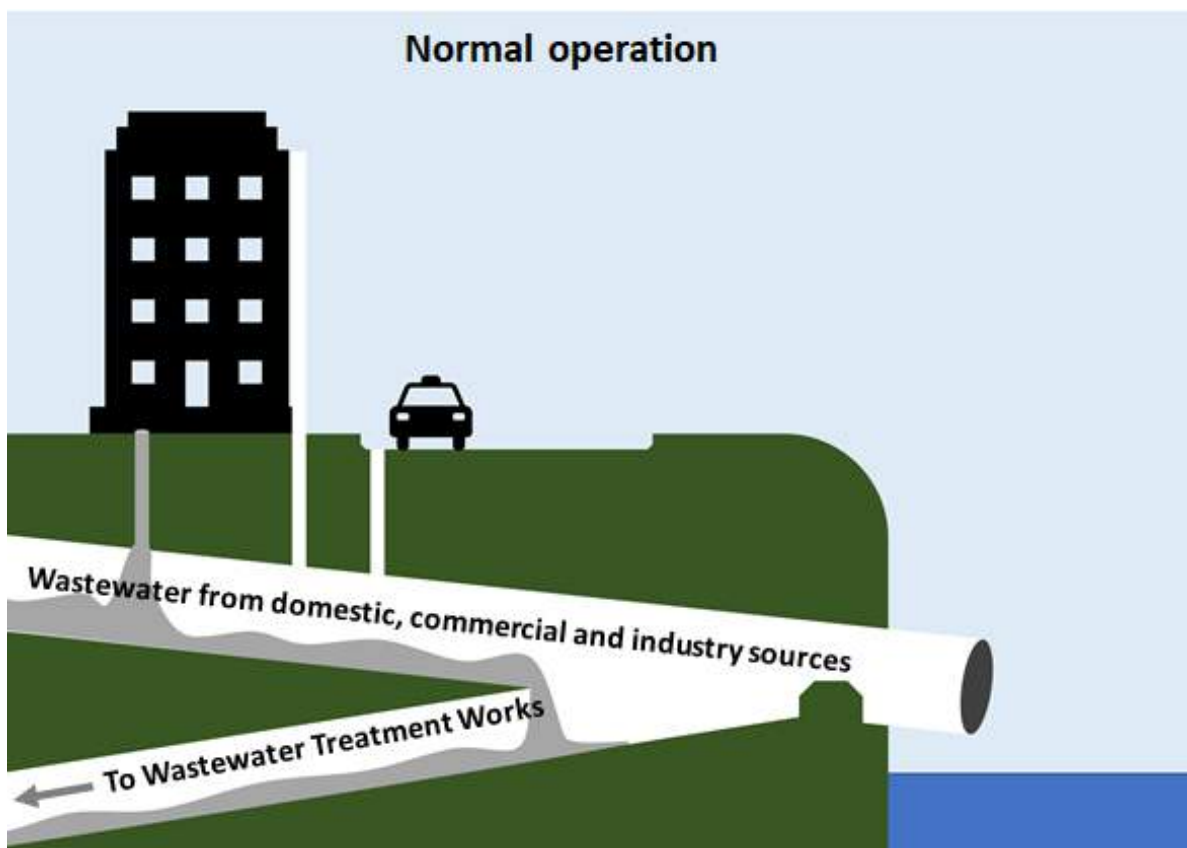 Normal operation
Wastewater from domestic, commercial and industry sources
To Wastewater Treatment Works